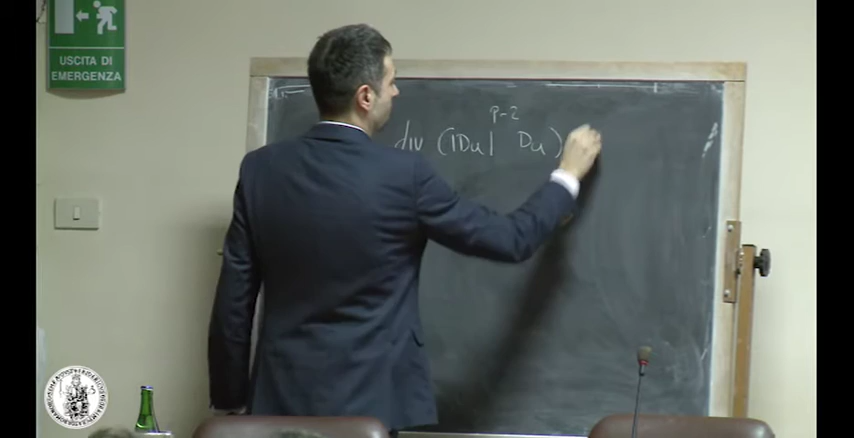 USCITA DI
EMERGENZA
div (|Du|^{p-2} Du)